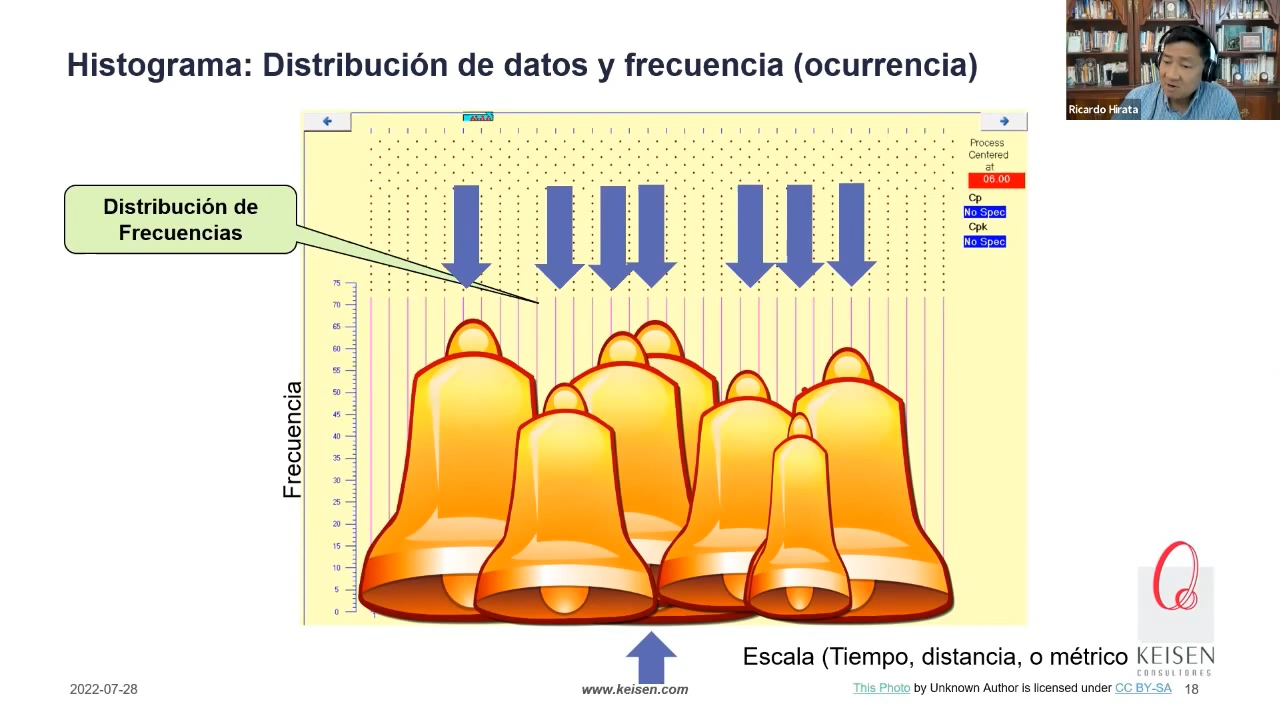 Histograma: Distribución de datos y frecuencia (ocurrencia)
Ricardo Hirata
Process
Centered
at
06.00
Cp
No Spec
Cpk
No Spec
Distribución de
Frecuencias
75
70
65
60
55
50
45
40
35
30
25
20
15
10
5
0
Frecuencia
Escala (Tiempo, distancia, o métrico
KEISEN
CONSULTORES
2022-07-28
www.keisen.com
This Photo by Unknown Author is licensed under CC BY-SA
18